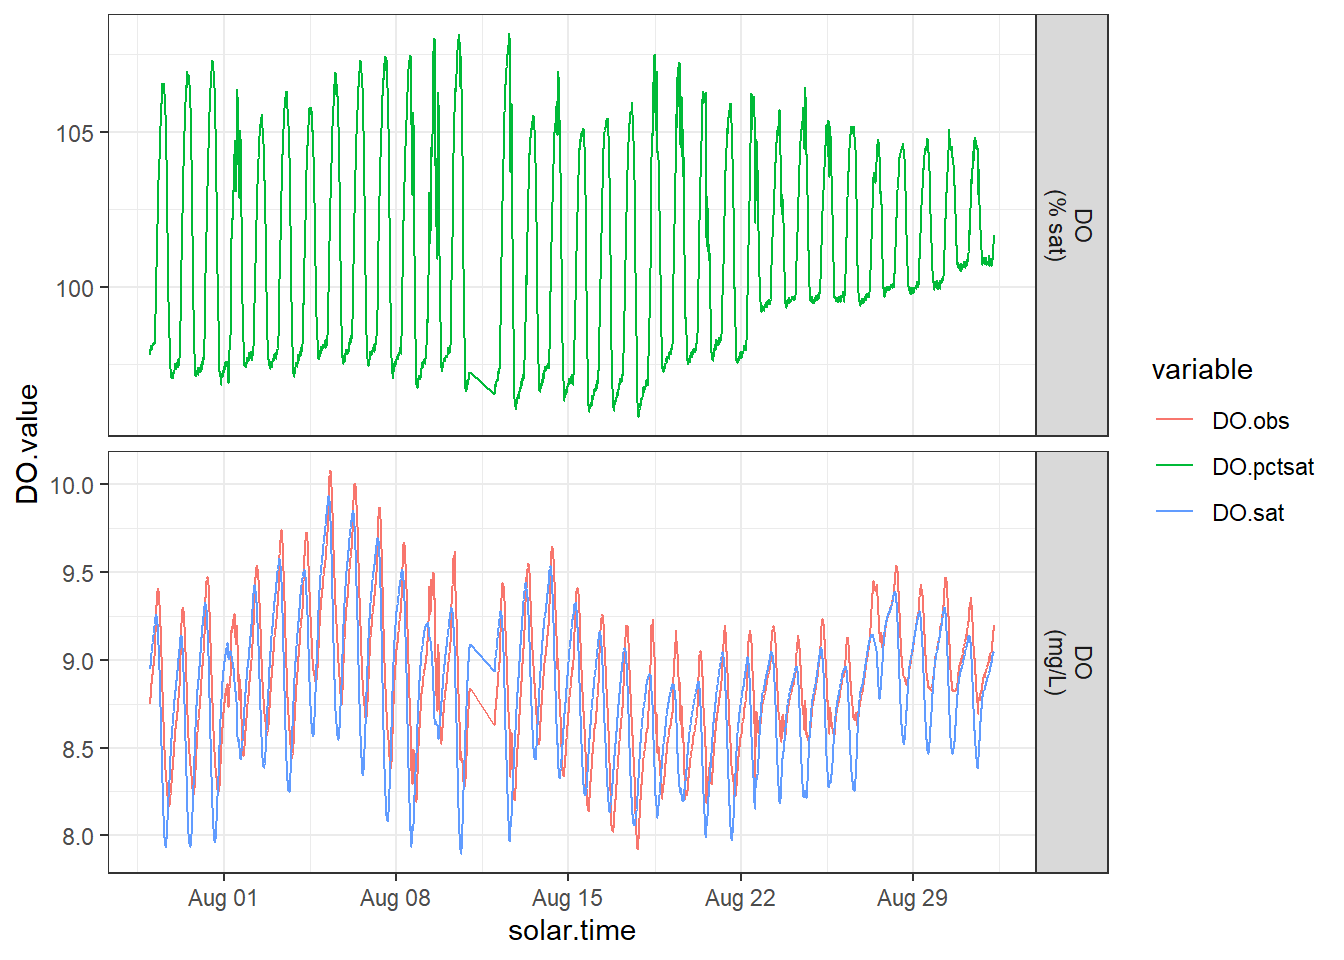 DO.value
105
100
DO
(% sat)
10.0
9.5
9.0
8.5
8.0
DO
(mg/L)
Aug 01
Aug 08
Aug 15
Aug 22
Aug 29
solar.time
variable
DO.obs
DO.pctsat
DO.sat